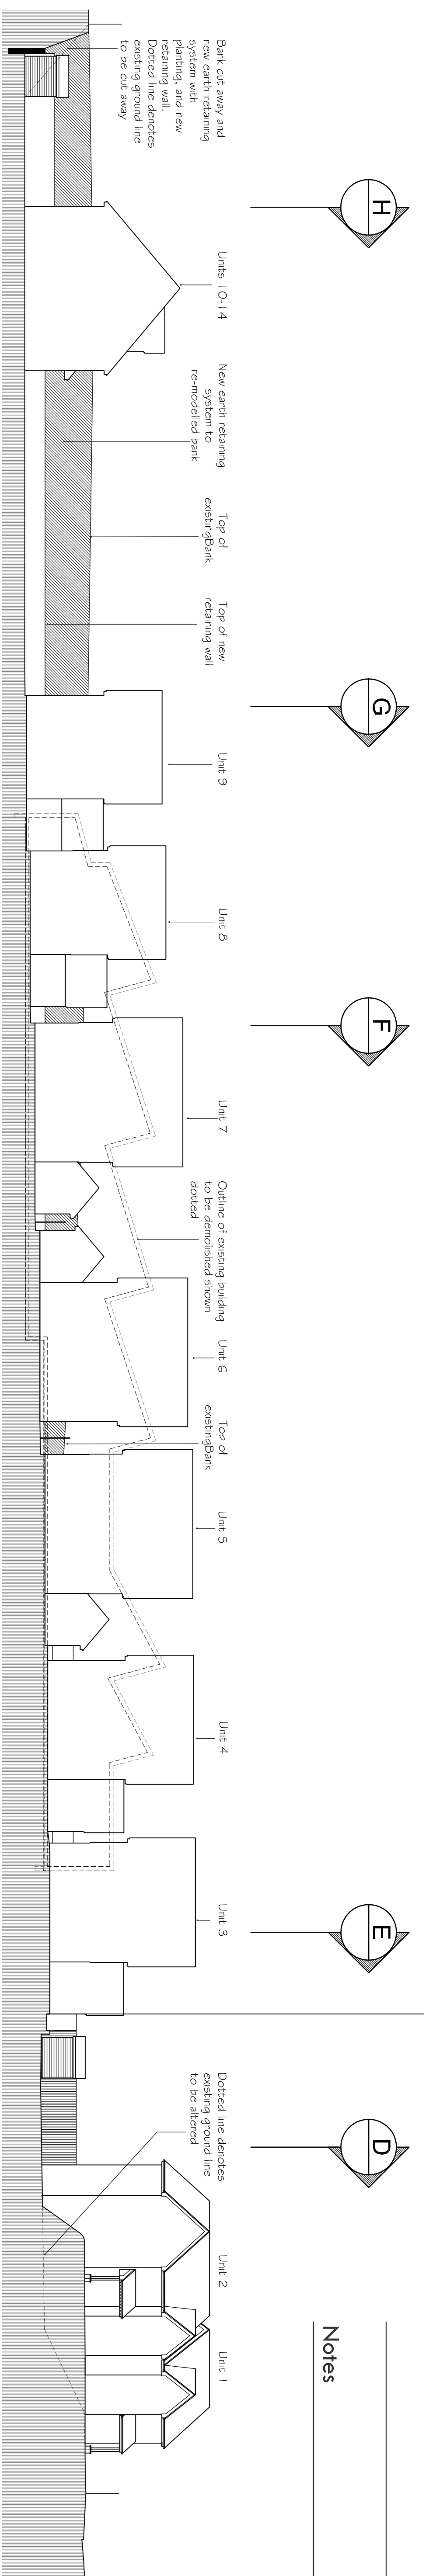 H
G
F
E
D
Notes
Bank cut away and
new earth retaining
system with
planting, and new
retaining wall.
Dotted line denotes
existing ground line
to be cut away
Units 10-14
New earth retaining
system to
re-modelled bank
Top of
existingBank
Top of new
retaining wall
Unit 9
Unit 8
Unit 7
Outline of existing building
to be demolished shown
dotted
Unit 6
Top of
existingBank
Unit 5
Unit 4
Unit 3
Dotted line denotes
existing ground line
to be altered
Unit 2
Unit 1